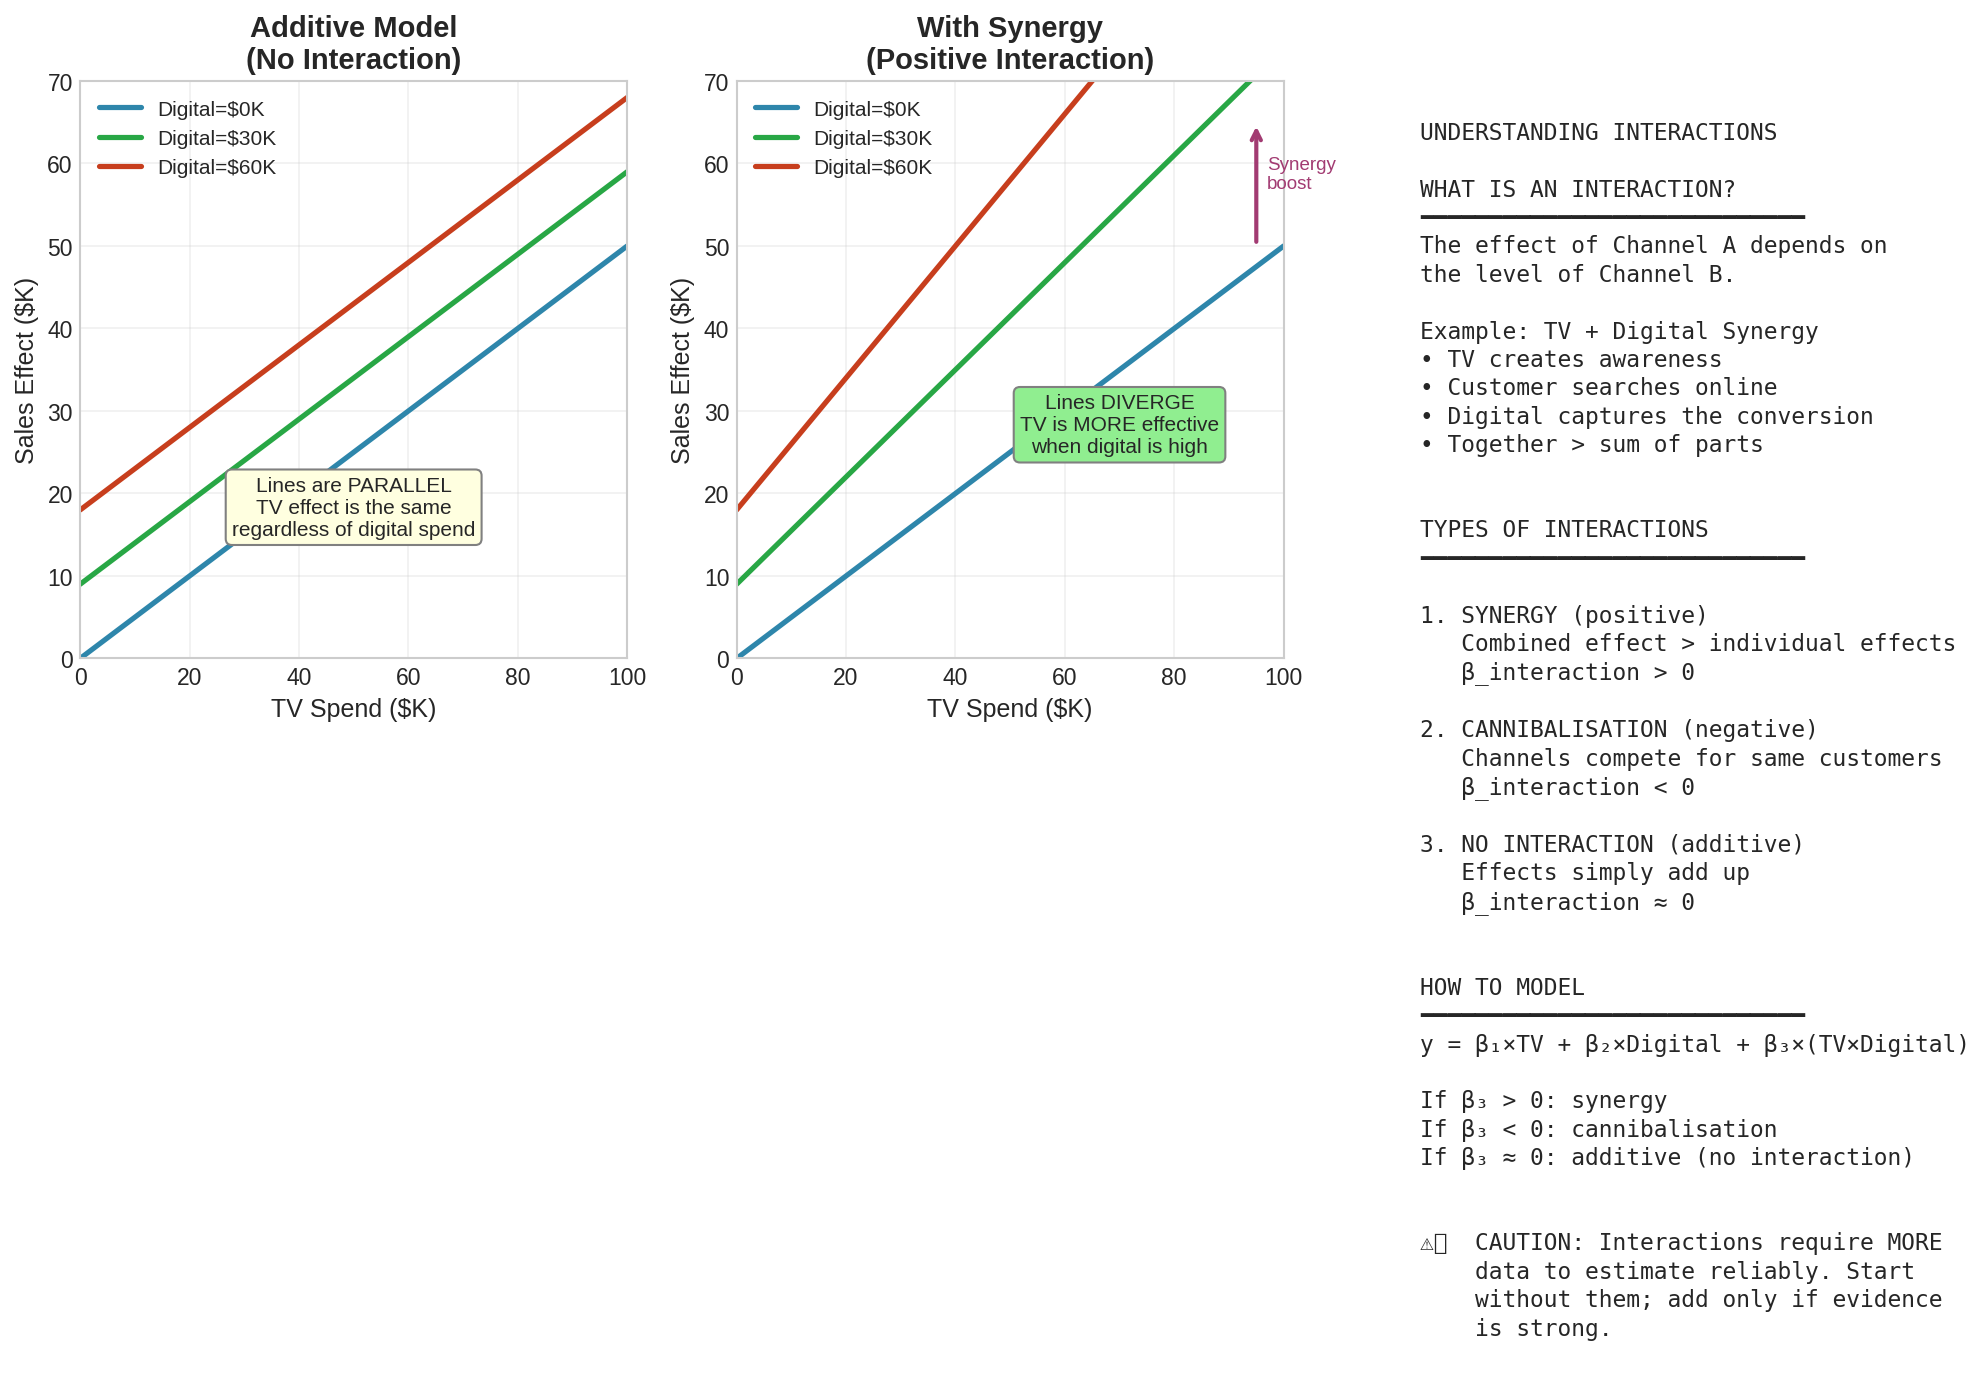 Additive Model
(No Interaction)
Digital=$0K
Digital=$30K
Digital=$60K
Lines are PARALLEL
TV effect is the same
regardless of digital spend
Sales Effect ($K)
70
60
50
40
30
20
10
0
0 20 40 60 80 100
TV Spend ($K)
With Synergy
(Positive Interaction)
Digital=$0K
Digital=$30K
Digital=$60K
Synergy
boost
Lines DIVERGE
TV is MORE effective
when digital is high
Sales Effect ($K)
70
60
50
40
30
20
10
0
0 20 40 60 80 100
TV Spend ($K)
UNDERSTANDING INTERACTIONS
WHAT IS AN INTERACTION?
The effect of Channel A depends on
the level of Channel B.
Example: TV + Digital Synergy
• TV creates awareness
• Customer searches online
• Digital captures the conversion
• Together > sum of parts
TYPES OF INTERACTIONS
1. SYNERGY (positive)
Combined effect > individual effects
β_interaction > 0
2. CANNIBALISATION (negative)
Channels compete for same customers
β_interaction < 0
3. NO INTERACTION (additive)
Effects simply add up
β_interaction ≈ 0
HOW TO MODEL
y = β₁×TV + β₂×Digital + β₃×(TV×Digital)
If β₃ > 0: synergy
If β₃ < 0: cannibalisation
If β₃ ≈ 0: additive (no interaction)
⚠ CAUTION: Interactions require MORE
data to estimate reliably. Start
without them; add only if evidence
is strong.